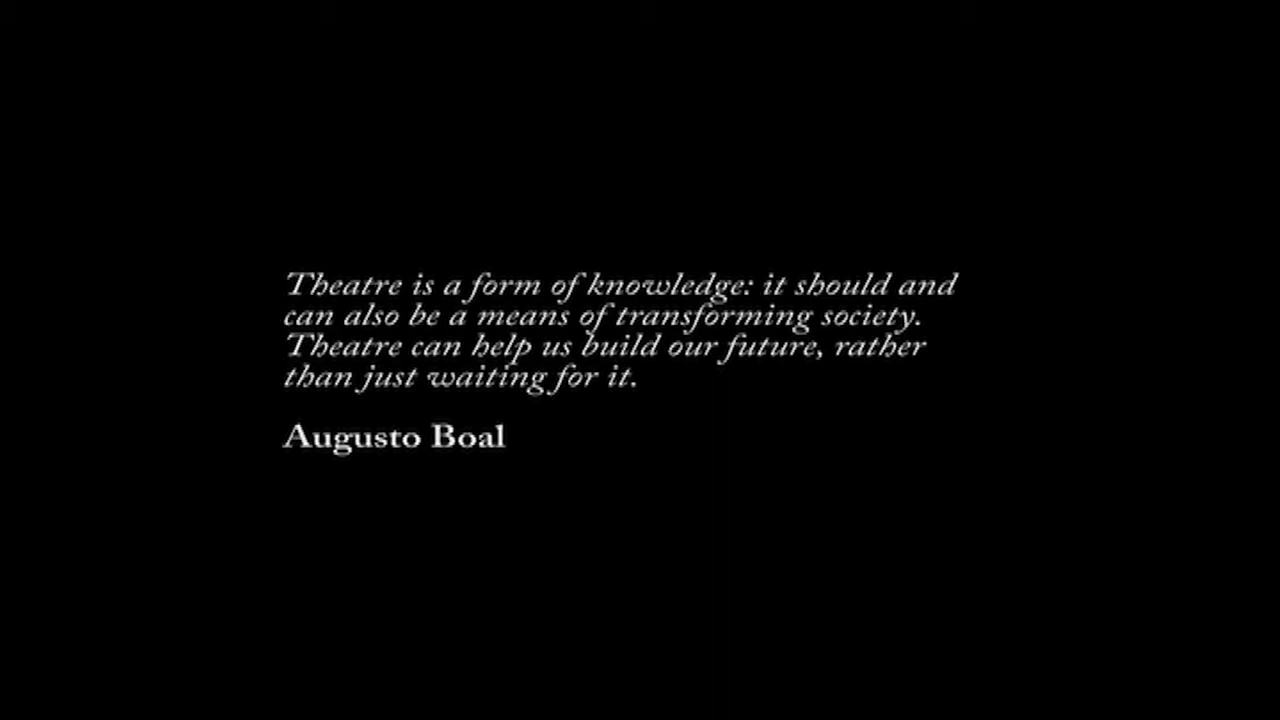 Theatre is a form of knowledge: it should and
can also be a means of transforming society.
Theatre can help us build our future, rather
than just waiting for it.
Augusto Boal